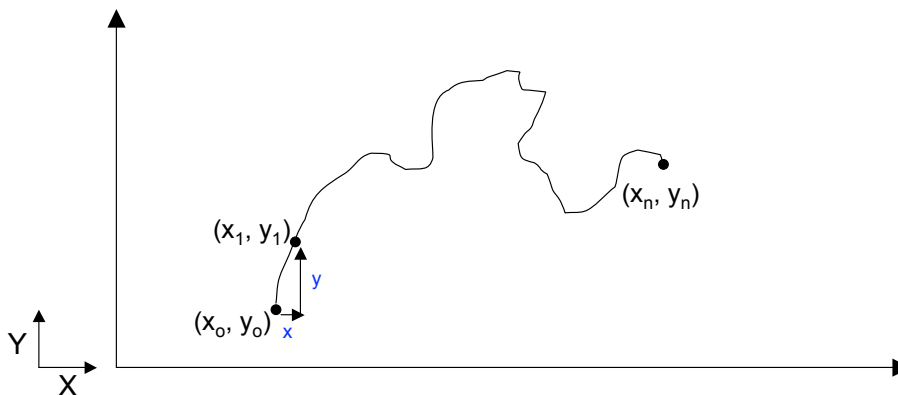 (xₙ, yₙ)
(x₁, y₁)
y
(xₒ, yₒ)
x
Y
X